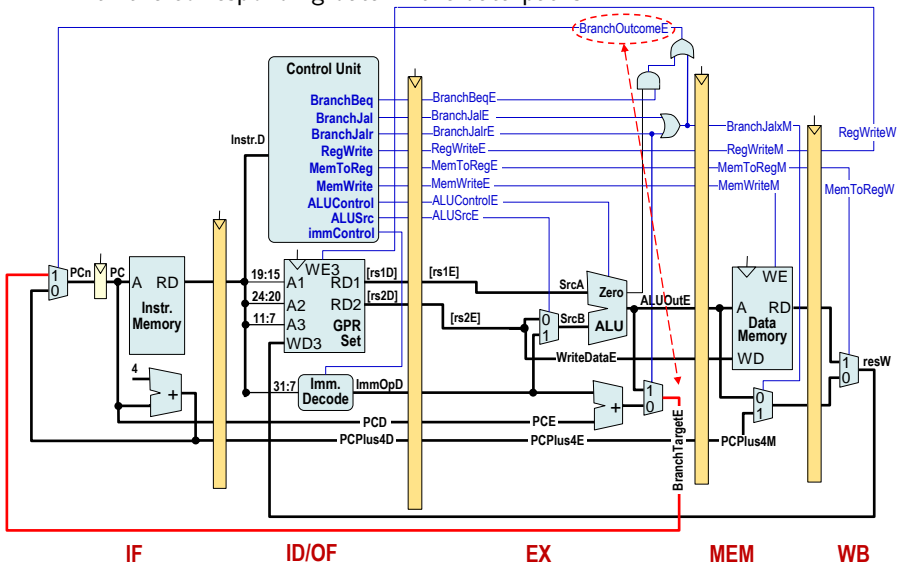 BranchOutcomeE
Control Unit
BranchBeq
BranchBeqE
BranchJal
BranchJalE
BranchJalxM
BranchJalr
BranchJalrE
RegWriteW
Instr.D
RegWrite
RegWriteE
RegWriteM
MemToReg
MemToRegE
MemToRegM
MemWrite
MemWriteE
MemWriteM
MemToRegW
ALUControl
ALUControlE
ALUSrc
ALUSrcE
immControl
PCn
PC
1
0
A RD
Instr.
Memory
19:15
24:20
11:7
WE3
A1
RD1
A2
RD2
A3
GPR
Set
WD3
[rs1D]
[rs2D]
[rs1E]
[rs2E]
SrcA
Zero
ALU
SrcB
0
1
ALUOutE
WE
A
RD
Data
Memory
WD
WriteDataE
1
0
resW
4
+
31:7
Imm.
Decode
ImmOpD
+
1
0
0
1
PCD
PCE
PCPlus4D
PCPlus4E
PCPlus4M
BranchTargetE
IF
ID/OF
EX
MEM
WB